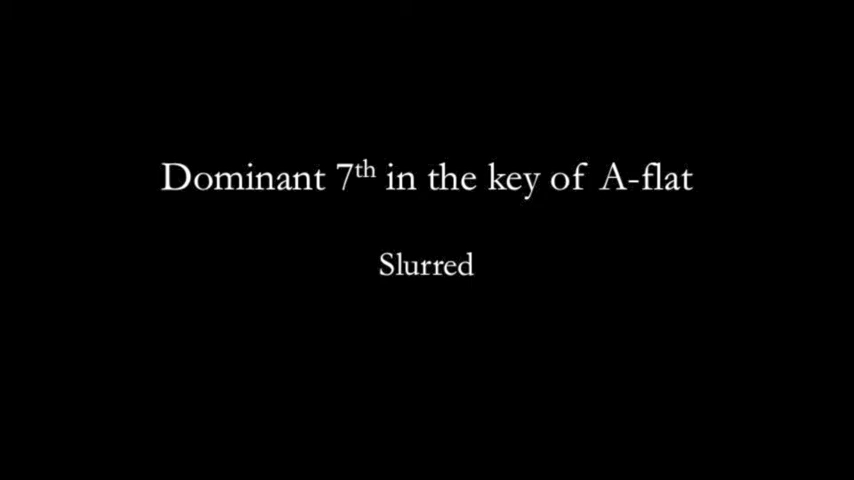 Dominant 7th in the key of A-flat
Slurred